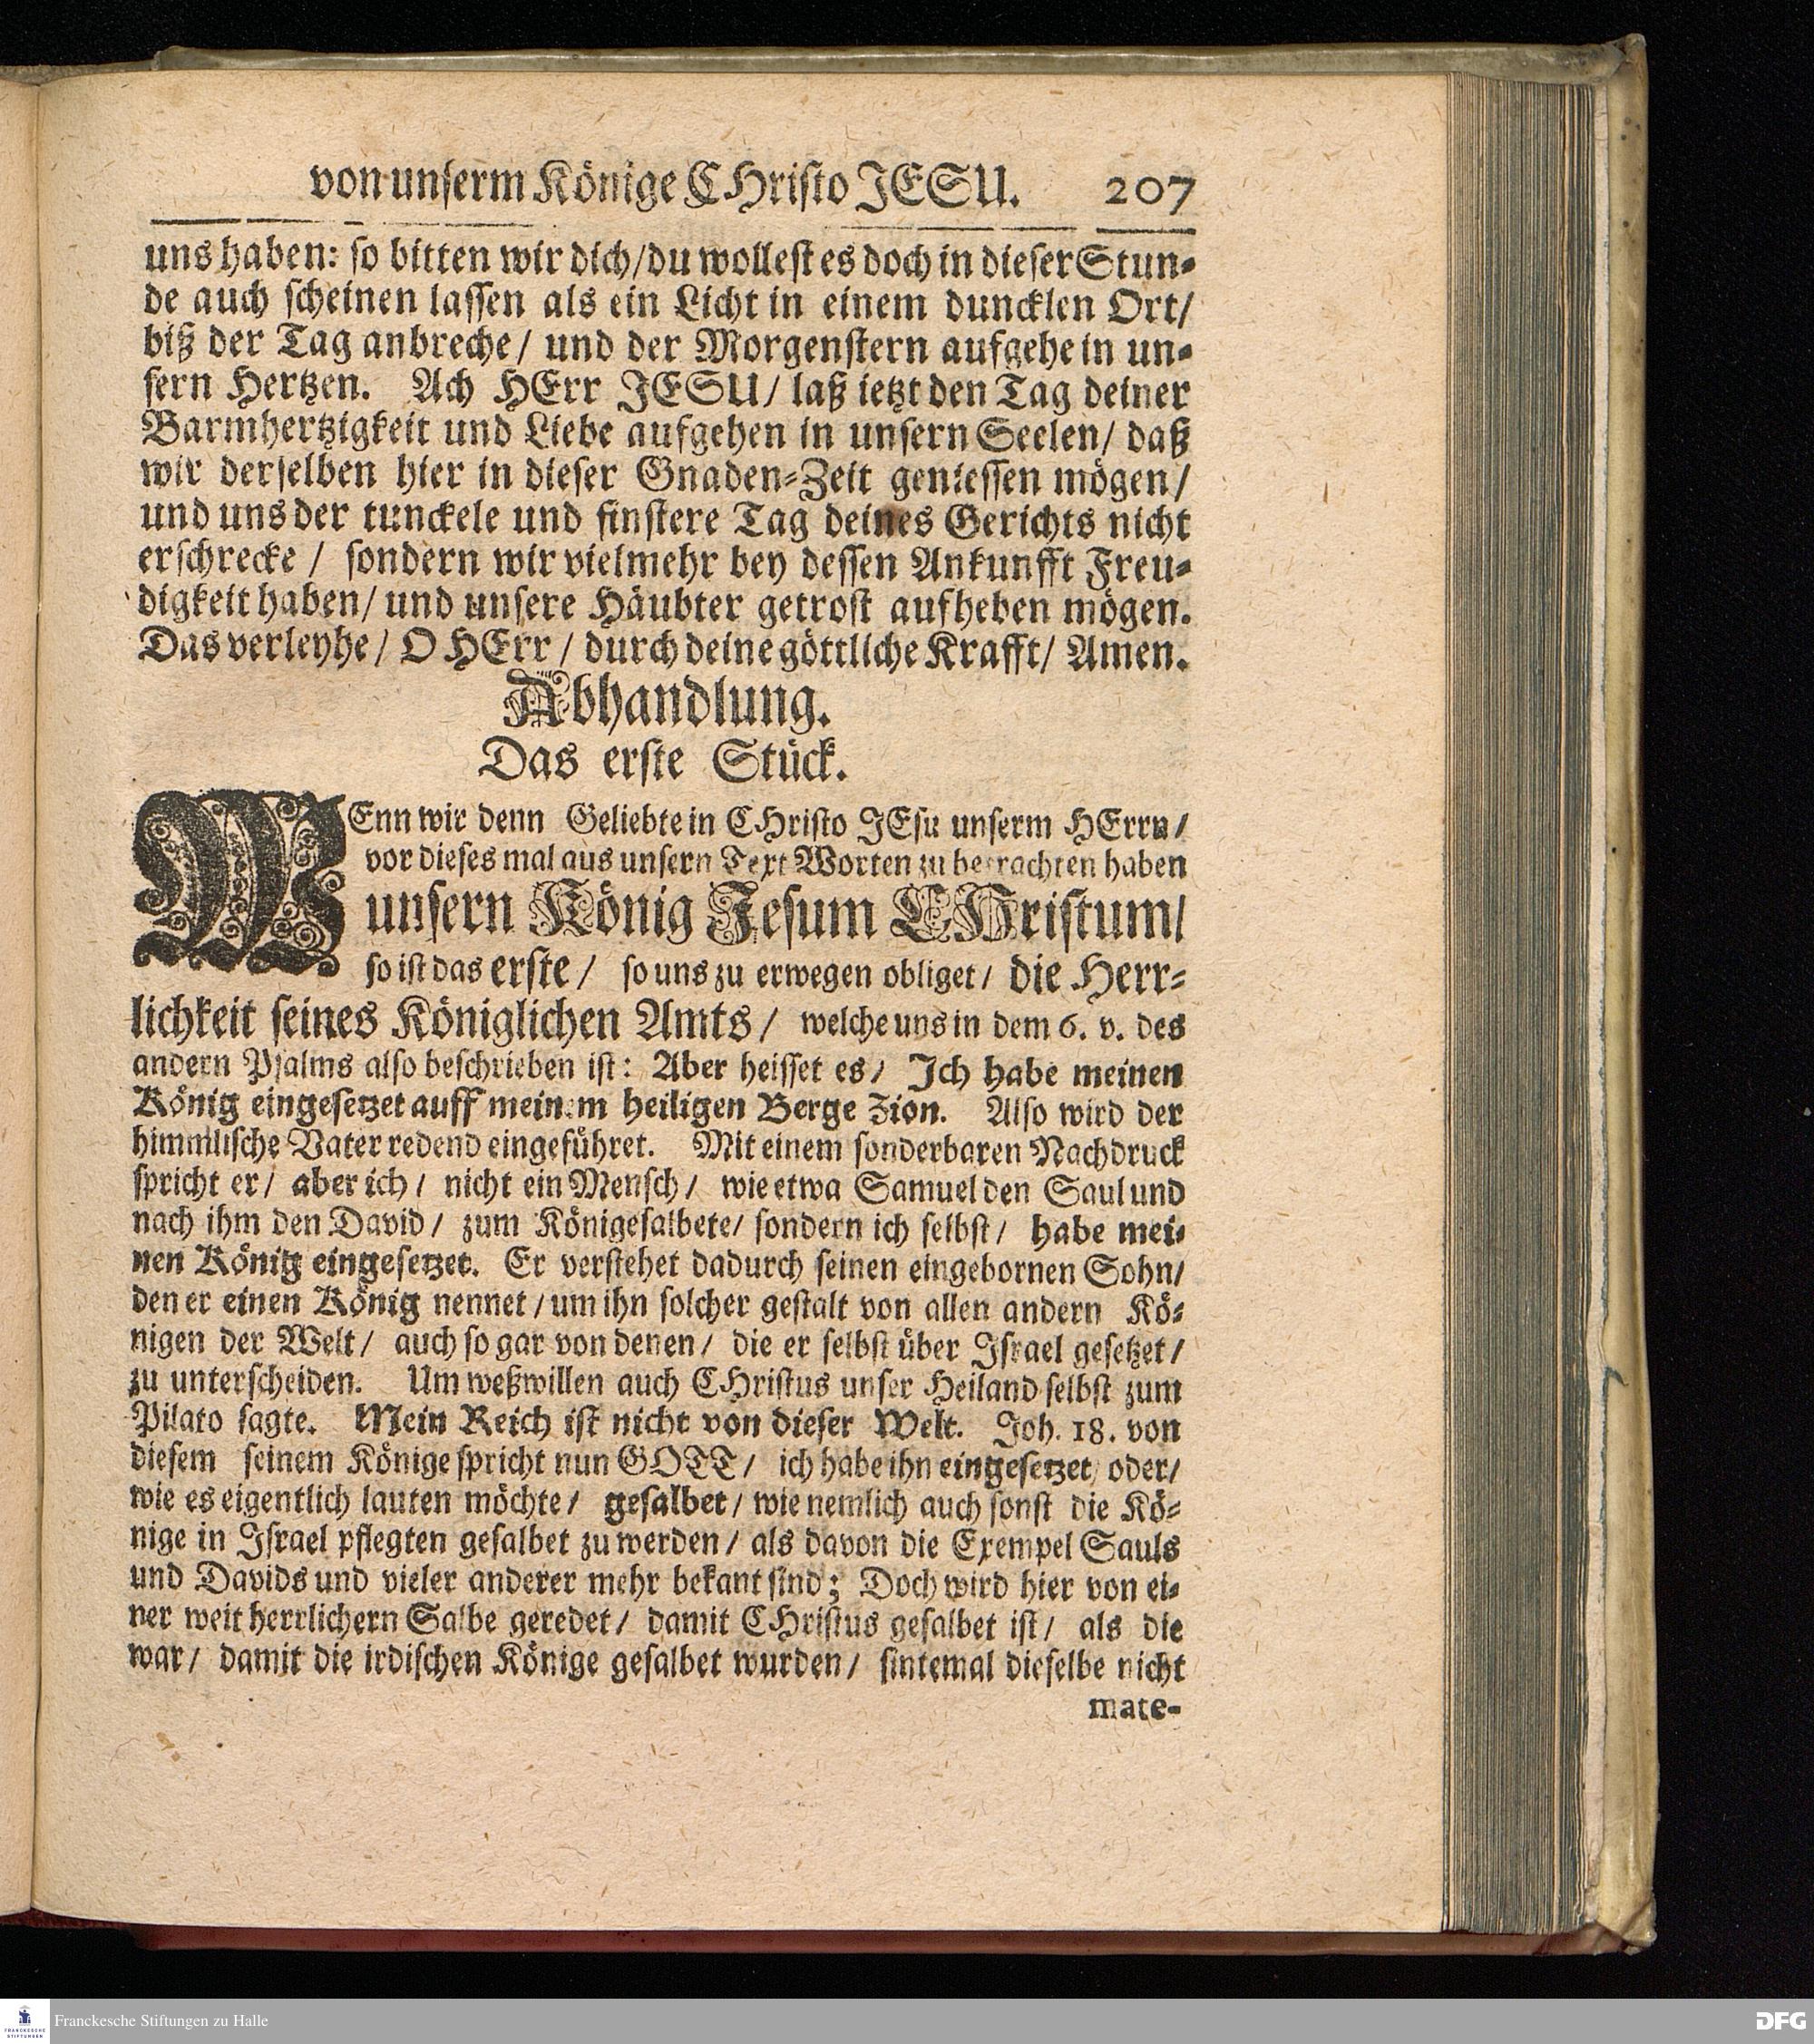 von unserm Könige CHristo JESU. 207
uns haben: so bitten wir dich/du wollest es doch in dieser Stun-
de auch scheinen lassen als ein Licht in einem duncklen Ort/
biß der Tag anbreche/ und der Morgenstern aufgehe in un-
sern Hertzen. Ach HErr JESU/ laß ietzt den Tag deiner
Barmhertzigkeit und Liebe aufgehen in unsern Seelen/ daß
wir derselben hier in dieser Gnaden-Zeit geniessen mögen/
und uns der tunckele und finstere Tag deines Gerichts nicht
erschrecke / sondern wir vielmehr bey dessen Ankunfft Freu-
digkeit haben/ und unsere Häubter getrost aufheben mögen.
Das verleyhe/ O HErr / durch deine göttliche Krafft/ Amen.
Abhandlung.
Das erste Stück.
WEnn wir denn Geliebte in CHristo JEsu unserm HErrn/
vor dieses mal aus unsern Text Worten zu betrachten haben
unsern König Jesum CHristum/
so ist das erste/ so uns zu erwegen obliget/ die Herr-
lichkeit seines Königlichen Amts/ welche uns in dem 6. v. des
andern Psalms also beschrieben ist: Aber heisset es/ Ich habe meinen
König eingesetzet auff meinem heiligen Berge Zion. Also wird der
himmlische Vater redend eingeführet. Mit einem sonderbaren Nachdruck
spricht er/ aber ich/ nicht ein Mensch/ wie etwa Samuel den Saul und
nach ihm den David/ zum Könige salbete/ sondern ich selbst/ habe mei-
nen König eingesetzet. Er verstehet dadurch seinen eingebornen Sohn/
den er einen König nennet/um ihn solcher gestalt von allen andern Kö-
nigen der Welt/ auch so gar von denen/ die er selbst über Israel gesetzet/
zu unterscheiden. Um weßwillen auch CHristus unser Heiland selbst zum
Pilato sagte. Mein Reich ist nicht von dieser Welt. Joh. 18. von
diesem seinem Könige spricht nun GOTT/ ich habe ihn eingesetzet/ oder/
wie es eigentlich lauten möchte/ gesalbet/ wie nemlich auch sonst die Kö-
nige in Israel pflegten gesalbet zu werden/ als davon die Exempel Sauls
und Davids und vieler anderer mehr bekant sind; Doch wird hier von ei-
ner weit herrlichern Salbe geredet/ damit CHristus gesalbet ist/ als die
war/ damit die irdischen Könige gesalbet wurden/ sintemal dieselbe nicht
mate-
Franckesche Stiftungen zu Halle
FRANCKESCHE
STIFTUNGEN
DFG